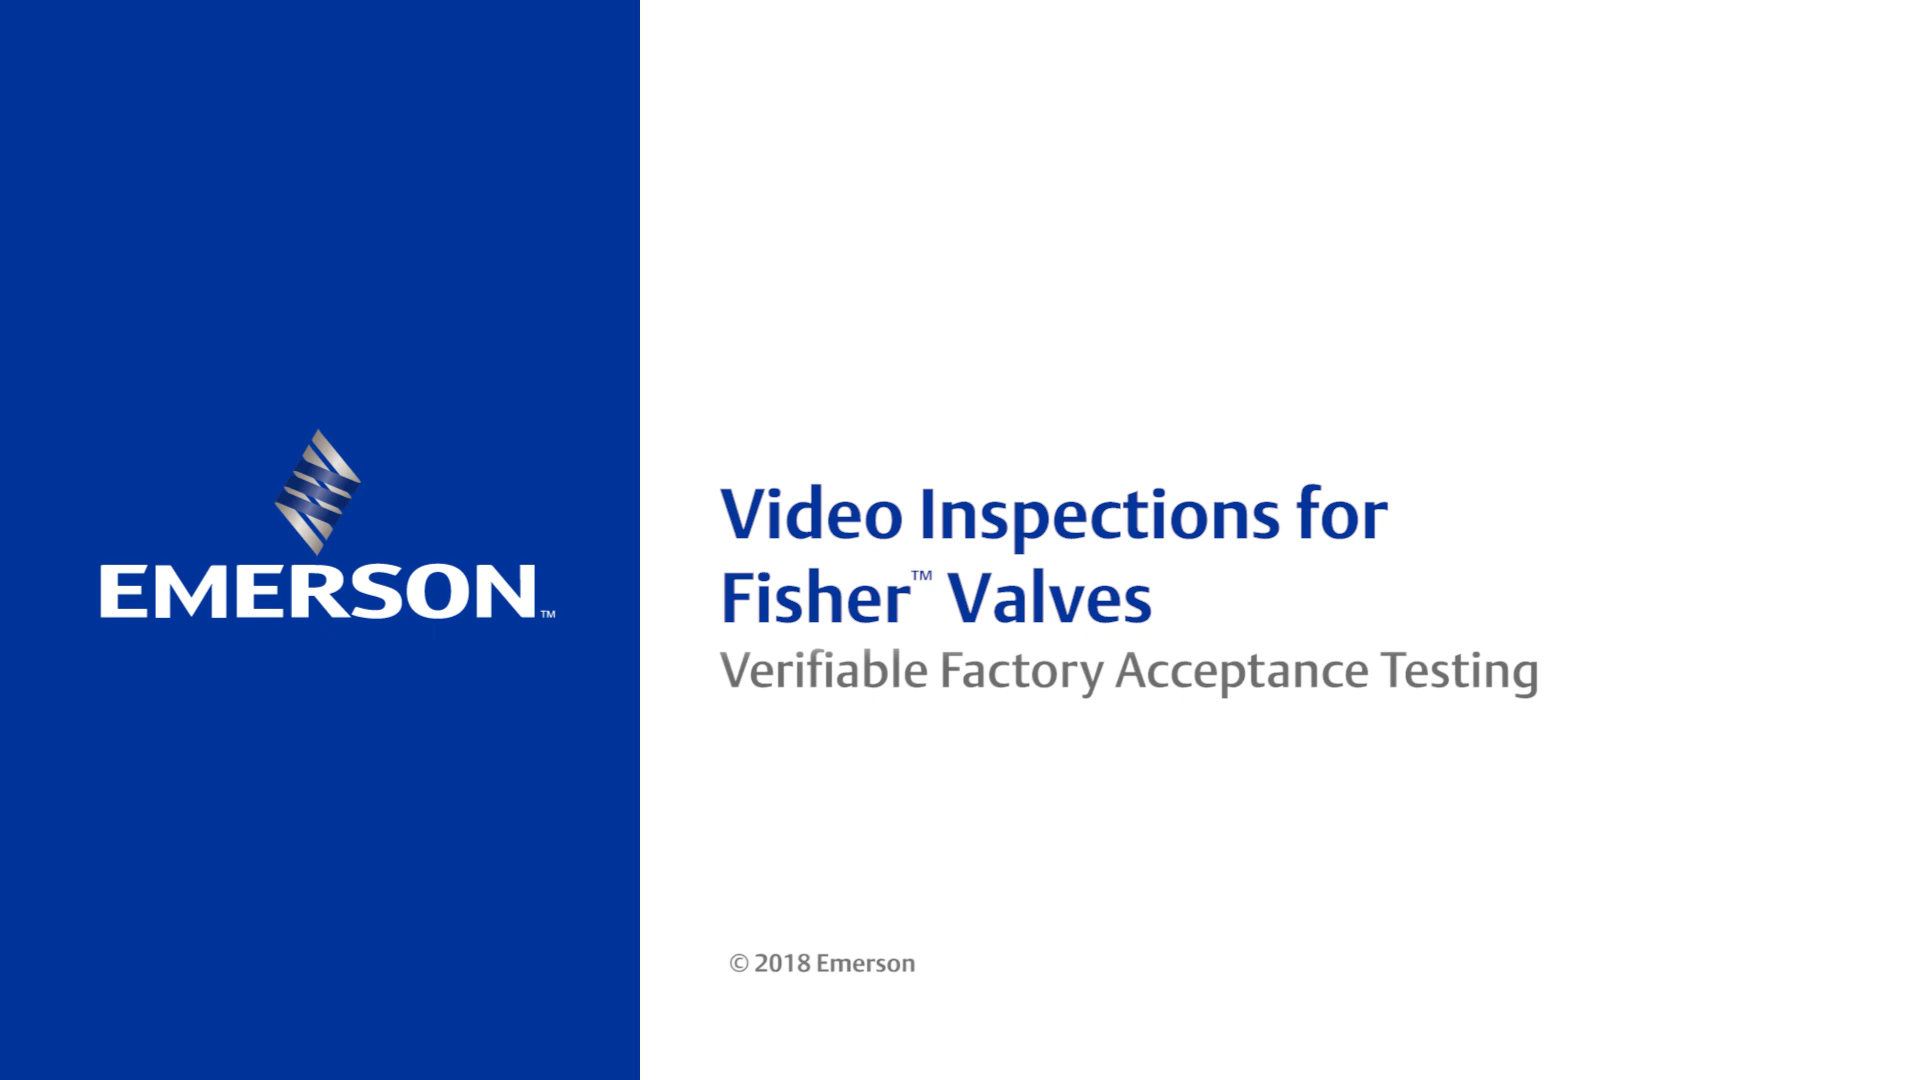 EMERSON™
Video Inspections for
Fisher™ Valves
Verifiable Factory Acceptance Testing
© 2018 Emerson